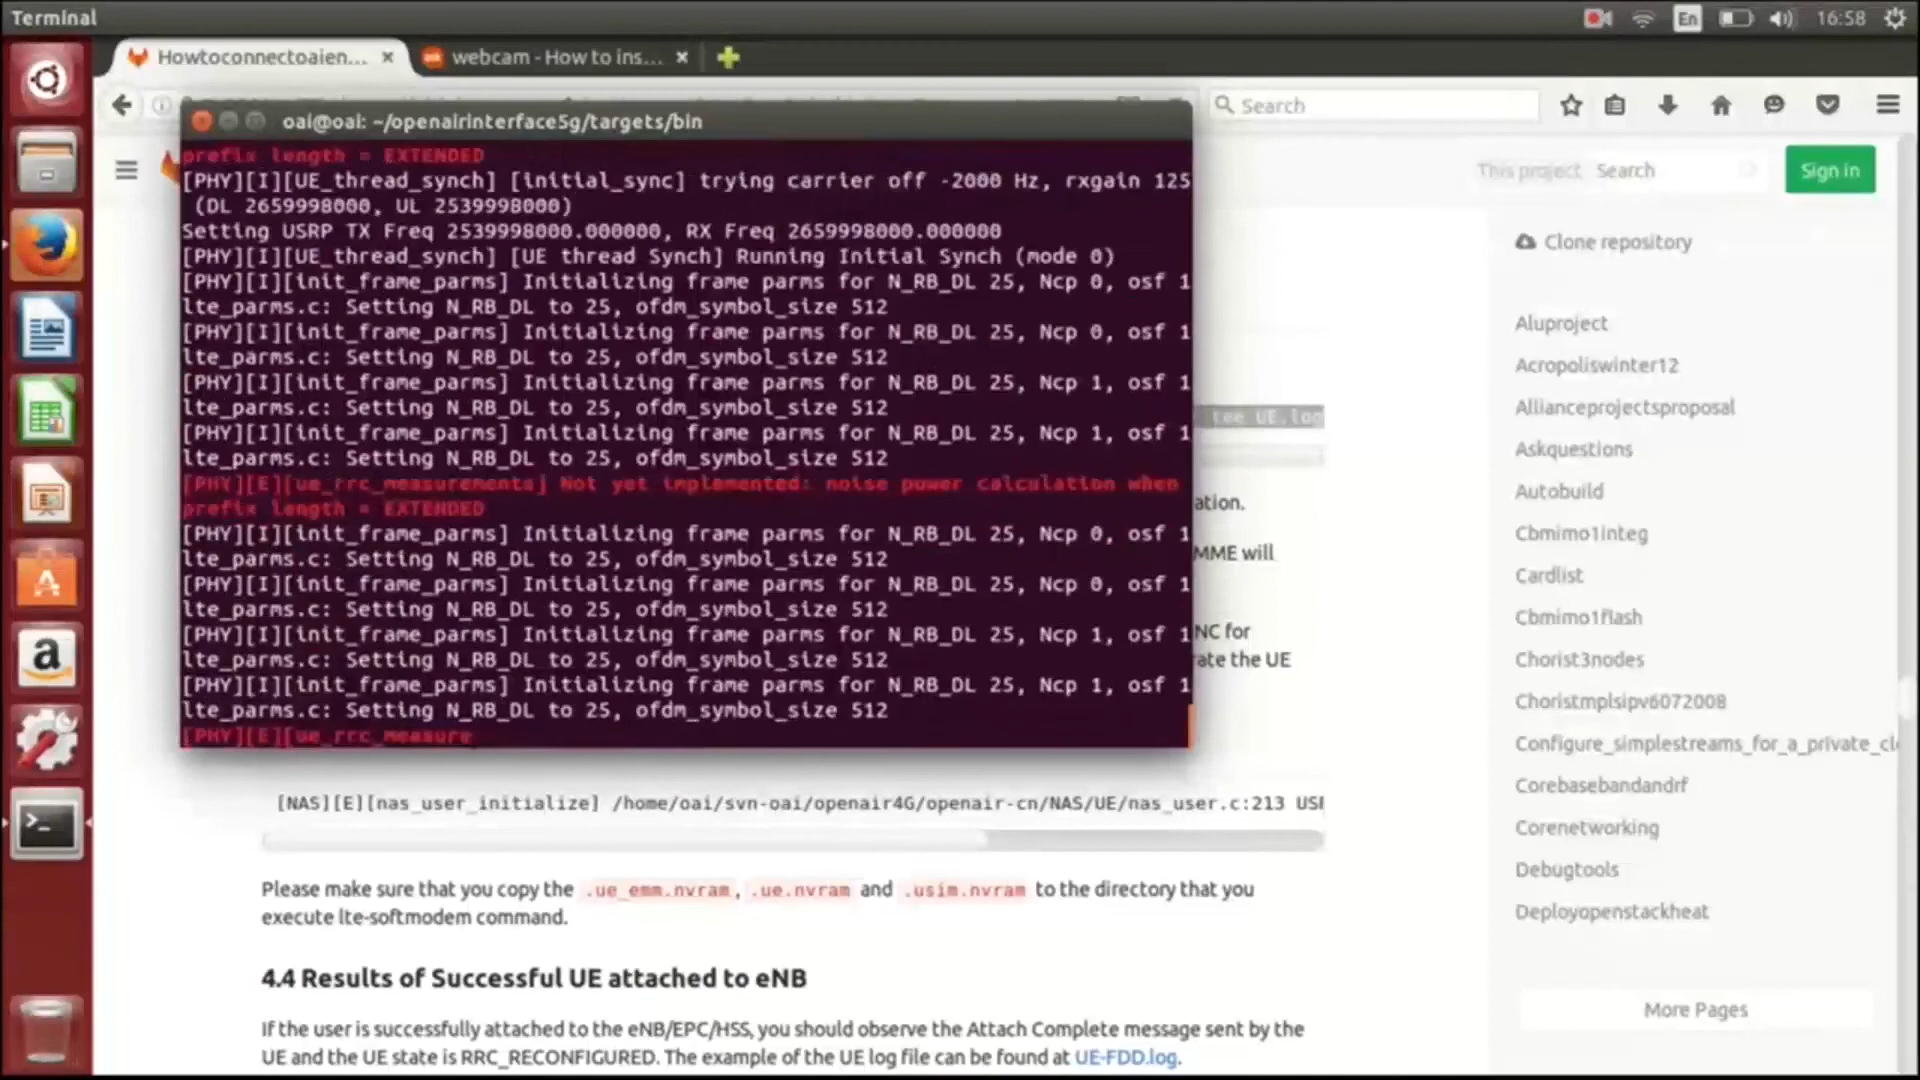 Terminal
En
16:58
Howtoconnectoaien...
webcam - How to ins...
Search
oai@oai: ~/openairinterface5g/targets/bin
prefix length = EXTENDED
[PHY][I][UE_thread_synch] [initial_sync] trying carrier off -2000 Hz, rxgain 125
(DL 2659998000, UL 2539998000)
Setting USRP TX Freq 2539998000.000000, RX Freq 2659998000.000000
[PHY][I][UE_thread_synch] [UE thread Synch] Running Initial Synch (mode 0)
[PHY][I][init_frame_parms] Initializing frame parms for N_RB_DL 25, Ncp 0, osf 1
lte_parms.c: Setting N_RB_DL to 25, ofdm_symbol_size 512
[PHY][I][init_frame_parms] Initializing frame parms for N_RB_DL 25, Ncp 0, osf 1
lte_parms.c: Setting N_RB_DL to 25, ofdm_symbol_size 512
[PHY][I][init_frame_parms] Initializing frame parms for N_RB_DL 25, Ncp 1, osf 1
lte_parms.c: Setting N_RB_DL to 25, ofdm_symbol_size 512
[PHY][I][init_frame_parms] Initializing frame parms for N_RB_DL 25, Ncp 1, osf 1
lte_parms.c: Setting N_RB_DL to 25, ofdm_symbol_size 512
[PHY][E][ue_rrc_measurements] Not yet implemented: noise power calculation when
prefix length = EXTENDED
[PHY][I][init_frame_parms] Initializing frame parms for N_RB_DL 25, Ncp 0, osf 1
lte_parms.c: Setting N_RB_DL to 25, ofdm_symbol_size 512
[PHY][I][init_frame_parms] Initializing frame parms for N_RB_DL 25, Ncp 0, osf 1
lte_parms.c: Setting N_RB_DL to 25, ofdm_symbol_size 512
[PHY][I][init_frame_parms] Initializing frame parms for N_RB_DL 25, Ncp 1, osf 1
lte_parms.c: Setting N_RB_DL to 25, ofdm_symbol_size 512
[PHY][I][init_frame_parms] Initializing frame parms for N_RB_DL 25, Ncp 1, osf 1
lte_parms.c: Setting N_RB_DL to 25, ofdm_symbol_size 512
[PHY][E][ue_rrc_measure
tee UE.log
ation.
MME will
NC for
rate the UE
[NAS][E][nas_user_initialize] /home/oai/svn-oai/openair4G/openair-cn/NAS/UE/nas_user.c:213 USI
Please make sure that you copy the .ue_emm.nvram, .ue.nvram and .usim.nvram to the directory that you
execute lte-softmodem command.
4.4 Results of Successful UE attached to eNB
If the user is successfully attached to the eNB/EPC/HSS, you should observe the Attach Complete message sent by the
UE and the UE state is RRC_RECONFIGURED. The example of the UE log file can be found at UE-FDD.log.
This project Search
Sign in
Clone repository
Aluproject
Acropoliswinter12
Allianceprojectsproposal
Askquestions
Autobuild
Cbmimo1integ
Cardlist
Cbmimo1flash
Chorist3nodes
Choristmplsipv6072008
Configure_simplestreams_for_a_private_cl
Corebasebandrf
Corenetworking
Debugtools
Deployopenstackheat
More Pages